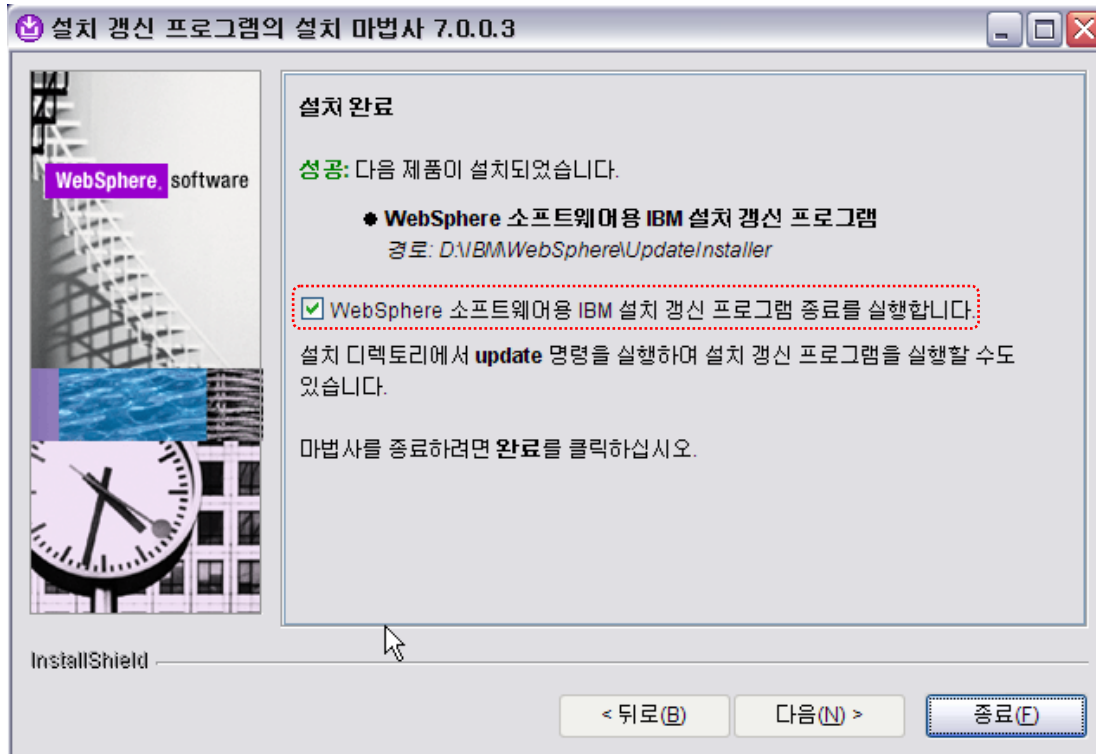 설치 갱신 프로그램의 설치 마법사 7.0.0.3
WebSphere. software
설치 완료
성공: 다음 제품이 설치되었습니다.
● WebSphere 소프트웨어용 IBM 설치 갱신 프로그램
경로: D:\IBM\WebSphere\UpdateInstaller
WebSphere 소프트웨어용 IBM 설치 갱신 프로그램 종료를 실행합니다.
설치 디렉토리에서 update 명령을 실행하여 설치 갱신 프로그램을 실행할 수도
있습니다.
마법사를 종료하려면 완료를 클릭하십시오.
InstallShield
< 뒤로(B) 다음(N) > 종료(F)